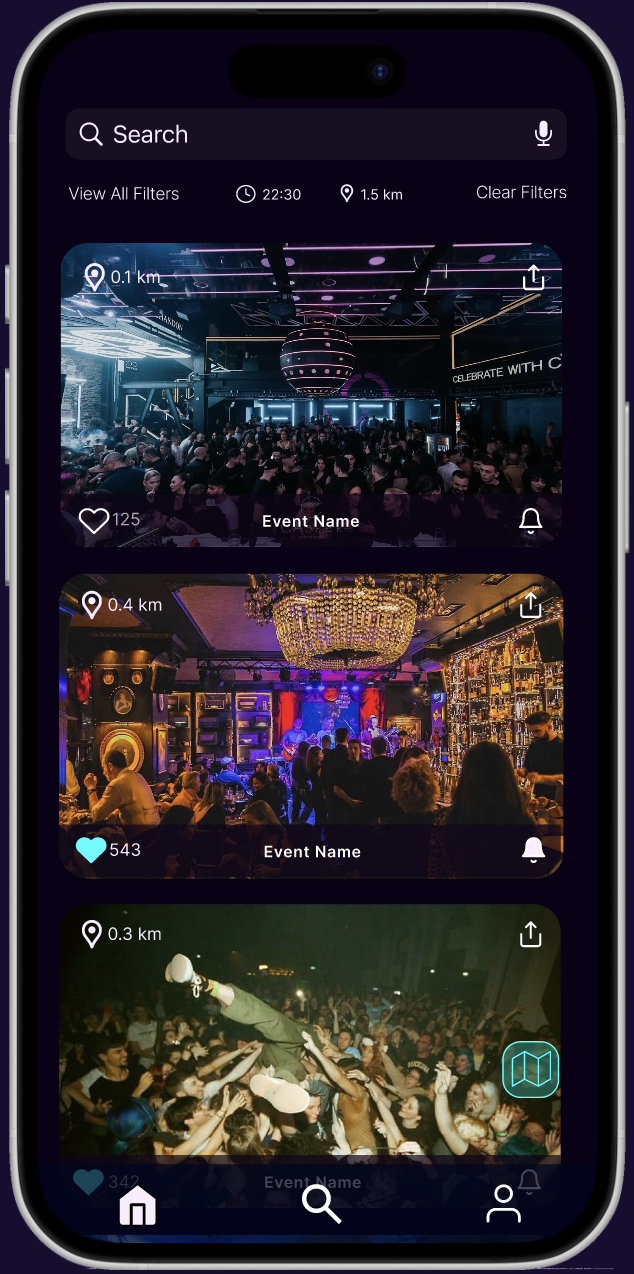 Search
View All Filters 22:30 1.5 km Clear Filters
0.1 km
HANDON
CELEBRATE WITH C
125 Event Name
0.4 km
543 Event Name
0.3 km
342 Event Name